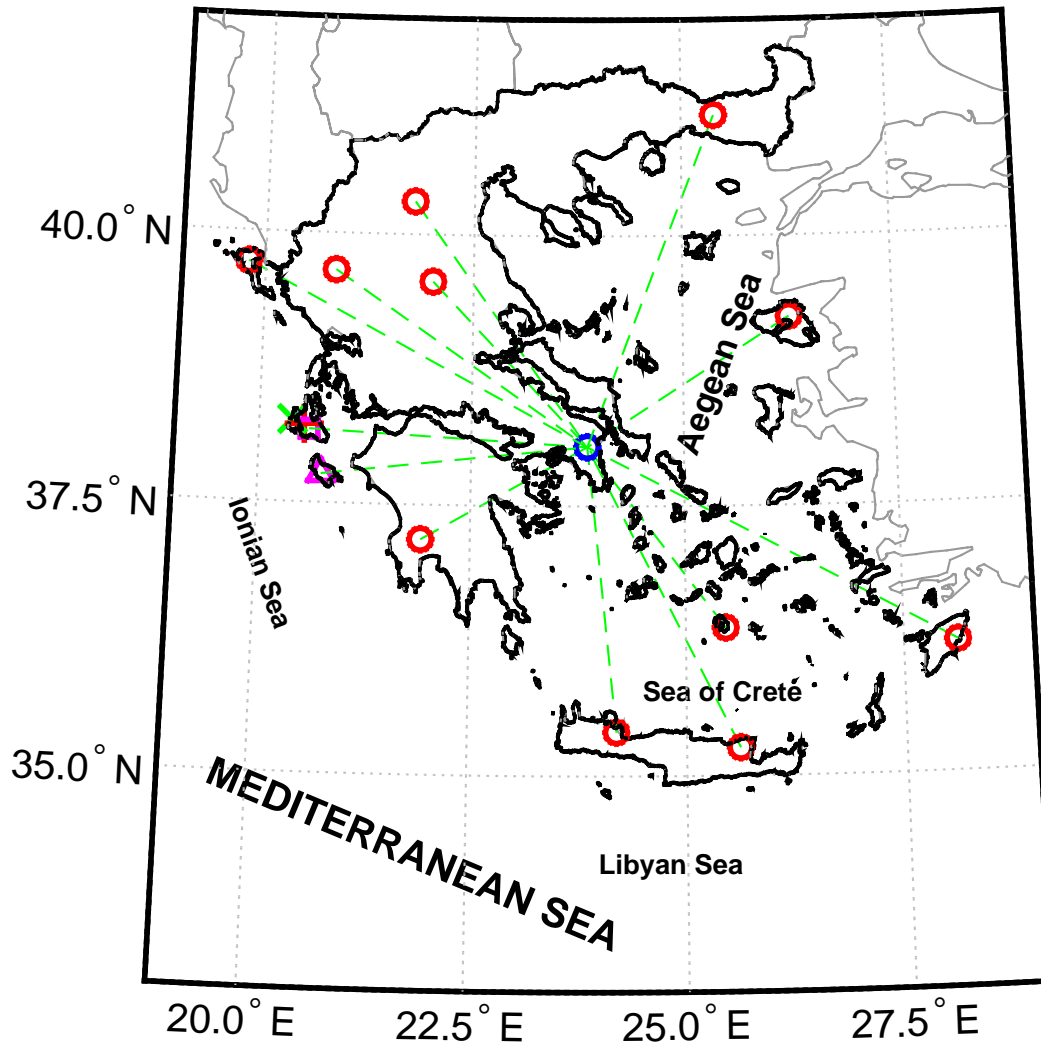 40.0° N
Aegean Sea
37.5° N
Ionian Sea
Sea of Crete
35.0° N
MEDITERRANEAN SEA
Libyan Sea
20.0° E
22.5° E
25.0° E
27.5° E